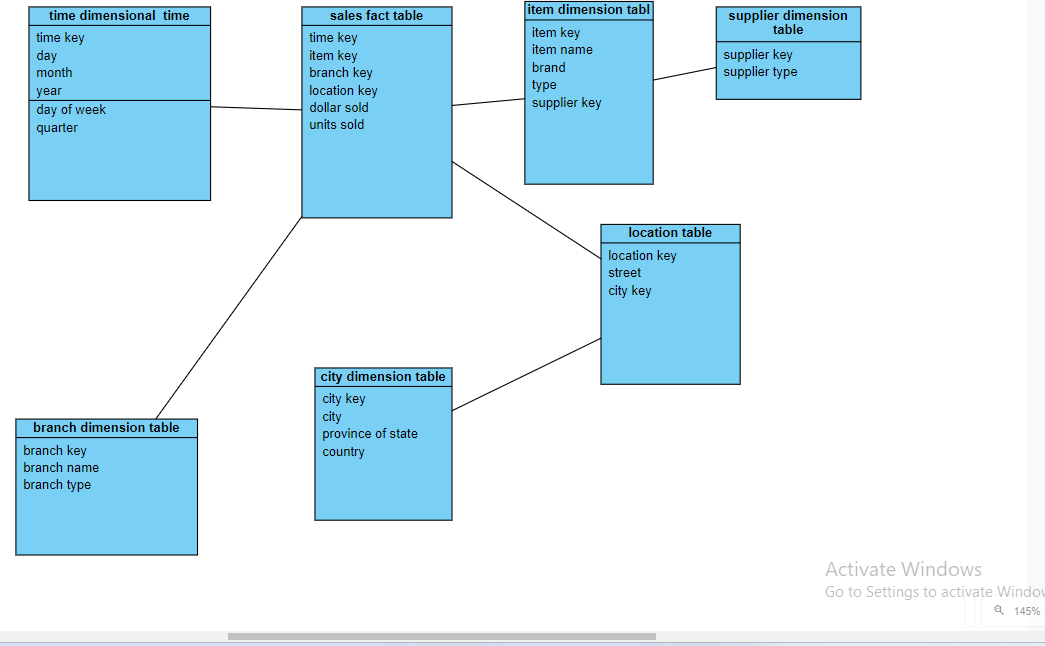 time dimensional time
time key
day
month
year
day of week
quarter
sales fact table
time key
item key
branch key
location key
dollar sold
units sold
item dimension tabl
item key
item name
brand
type
supplier key
supplier dimension
table
supplier key
supplier type
location table
location key
street
city key
city dimension table
city key
city
province of state
country
branch dimension table
branch key
branch name
branch type
Activate Windows
Go to Settings to activate Windo
145%